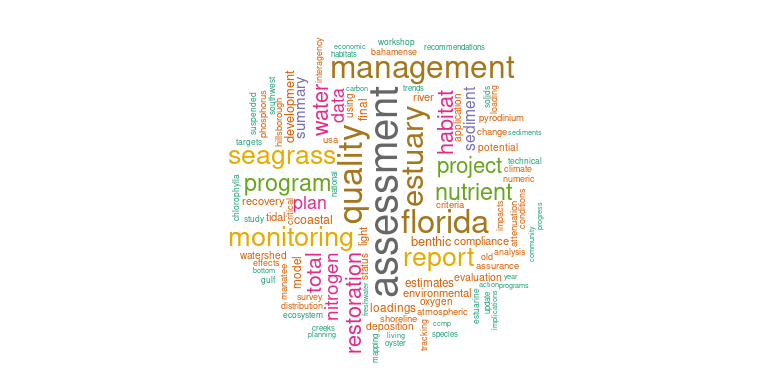 economic
workshop
recommendations
habitats
bahamense
interagency
management
southwest
development
summary
water
data
carbon
using
final
trends
river
habitat
application
sediment
solids
loading
suspended
phosphorus
hillsborough
pyrodinium
targets
usa
quality
assessment
estuary
change
sediments
potential
seagrass
project
technical
climate
program
national
nutrient
numeric
chlorophylla
recovery
critical
plan
criteria
study
tidal
coastal
florida
impacts
attenuation
conditions
progress
monitoring
light
benthic
compliance
community
watershed
report
old
analysis
effects
bottom
gulf
manatee
model
total
nitrogen
restoration
status
assurance
estimates
evaluation
year
action
programs
survey
distribution
ecosystem
freshwater
environmental
loadings
oxygen
atmospheric
estuarine
update
implications
shoreline
creeks
planning
deposition
tracking
ccmp
species
living
oyster
mapping